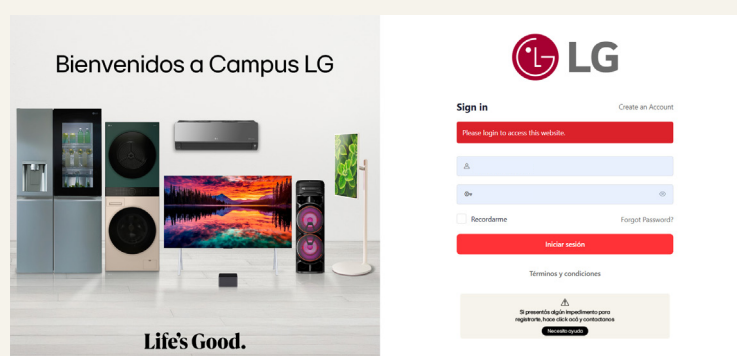 Bienvenidos a Campus LG
Life's Good.
LG
Sign in
Create an Account
Please login to access this website.
Recordarme
Forgot Password?
Iniciar sesión
Términos y condiciones
Si presentás algún impedimento para
registrarte, hace click acá y contactanos
Necesito ayuda